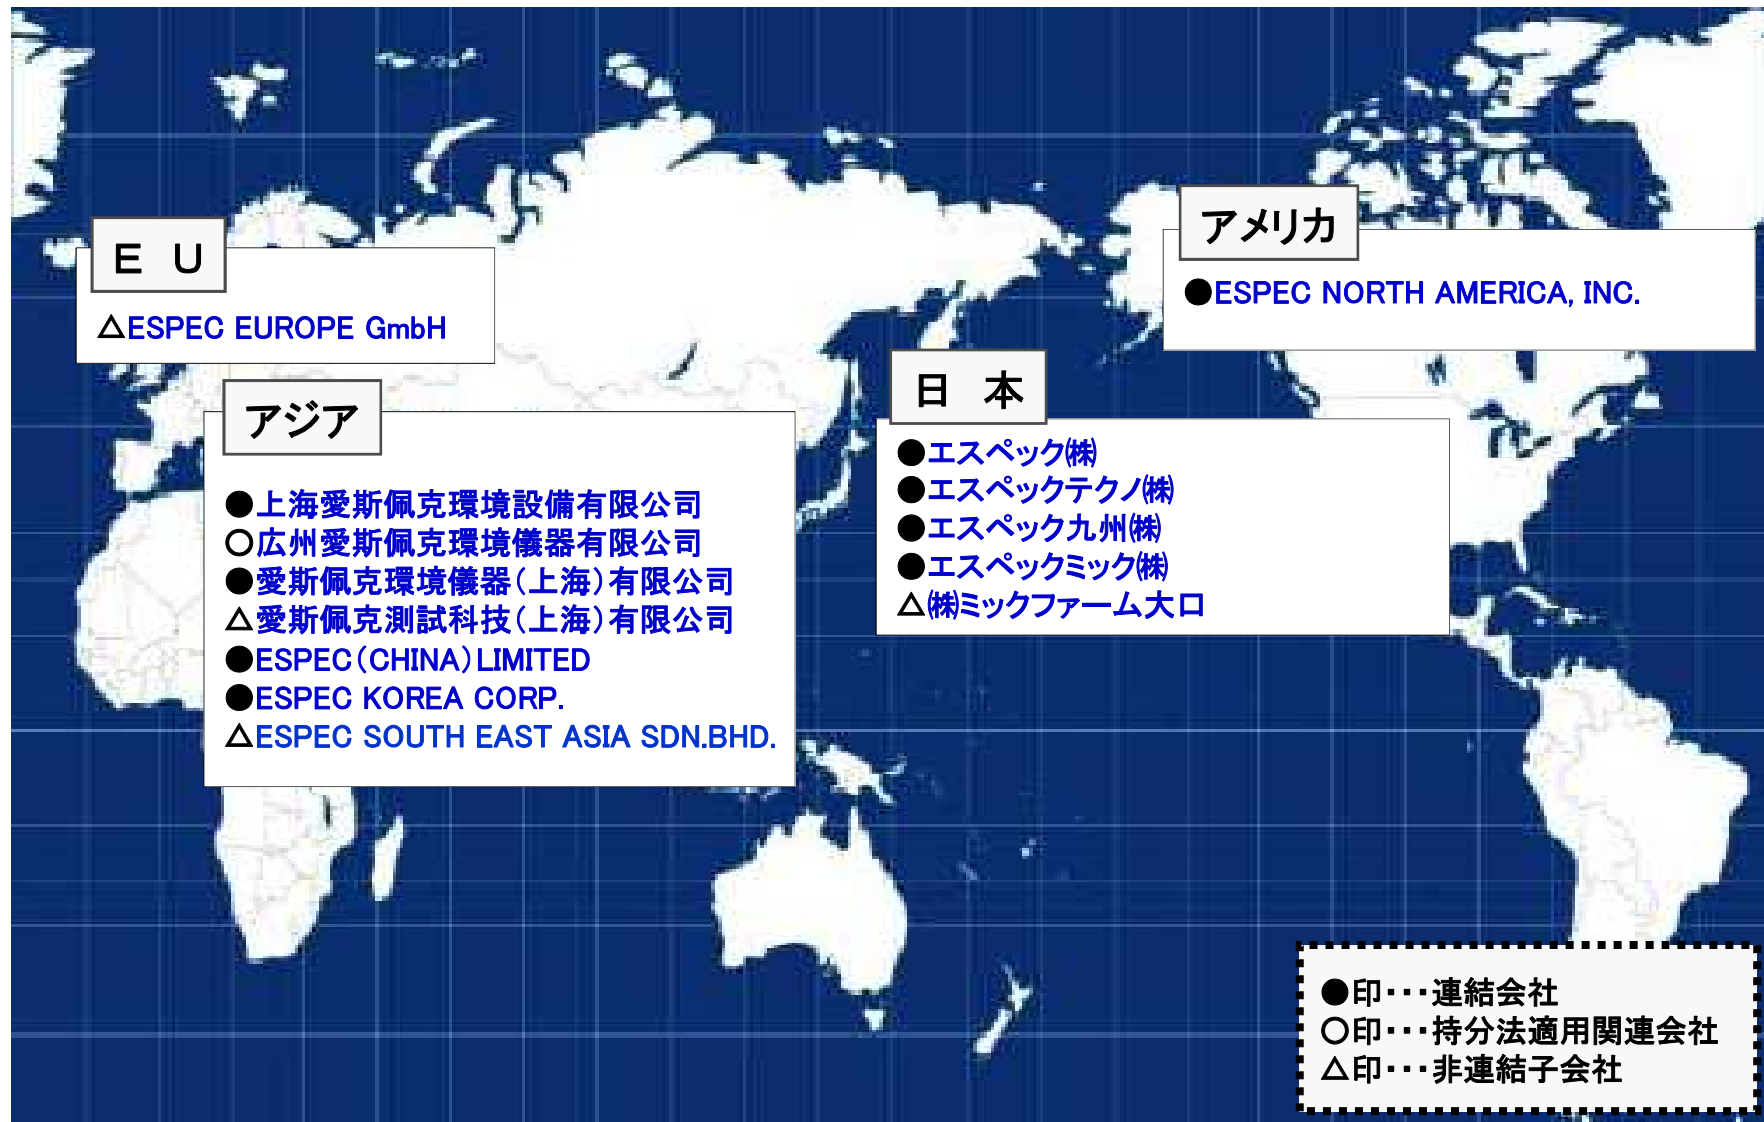 EU
△ESPEC EUROPE GmbH
アジア
●上海愛斯佩克環境設備有限公司
○広州愛斯佩克環境儀器有限公司
●愛斯佩克環境儀器(上海)有限公司
△愛斯佩克測試科技(上海)有限公司
●ESPEC(CHINA)LIMITED
●ESPEC KOREA CORP.
△ESPEC SOUTH EAST ASIA SDN.BHD.
日 本
●エスペック㈱
●エスペックテクノ㈱
●エスペック九州㈱
●エスペックミック㈱
△㈱ミックファーム大口
アメリカ
●ESPEC NORTH AMERICA, INC.
●印・・・連結会社
○印・・・持分法適用関連会社
△印・・・非連結子会社